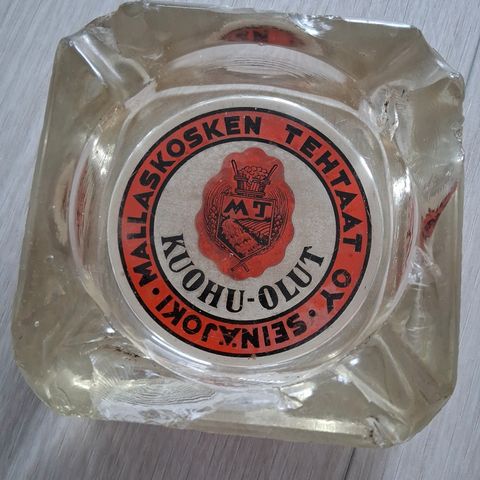 MALLASKOSKEN TEHTAAT OY · SEINÄJOKI ·
MT
KUOHU-OLUT